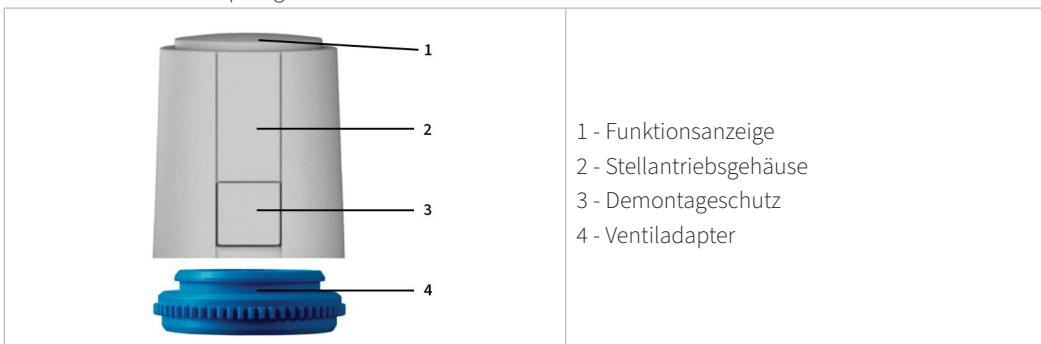 1
2
3
4
1 - Funktionsanzeige
2 - Stellantriebsgehäuse
3 - Demontageschutz
4 - Ventiladapter